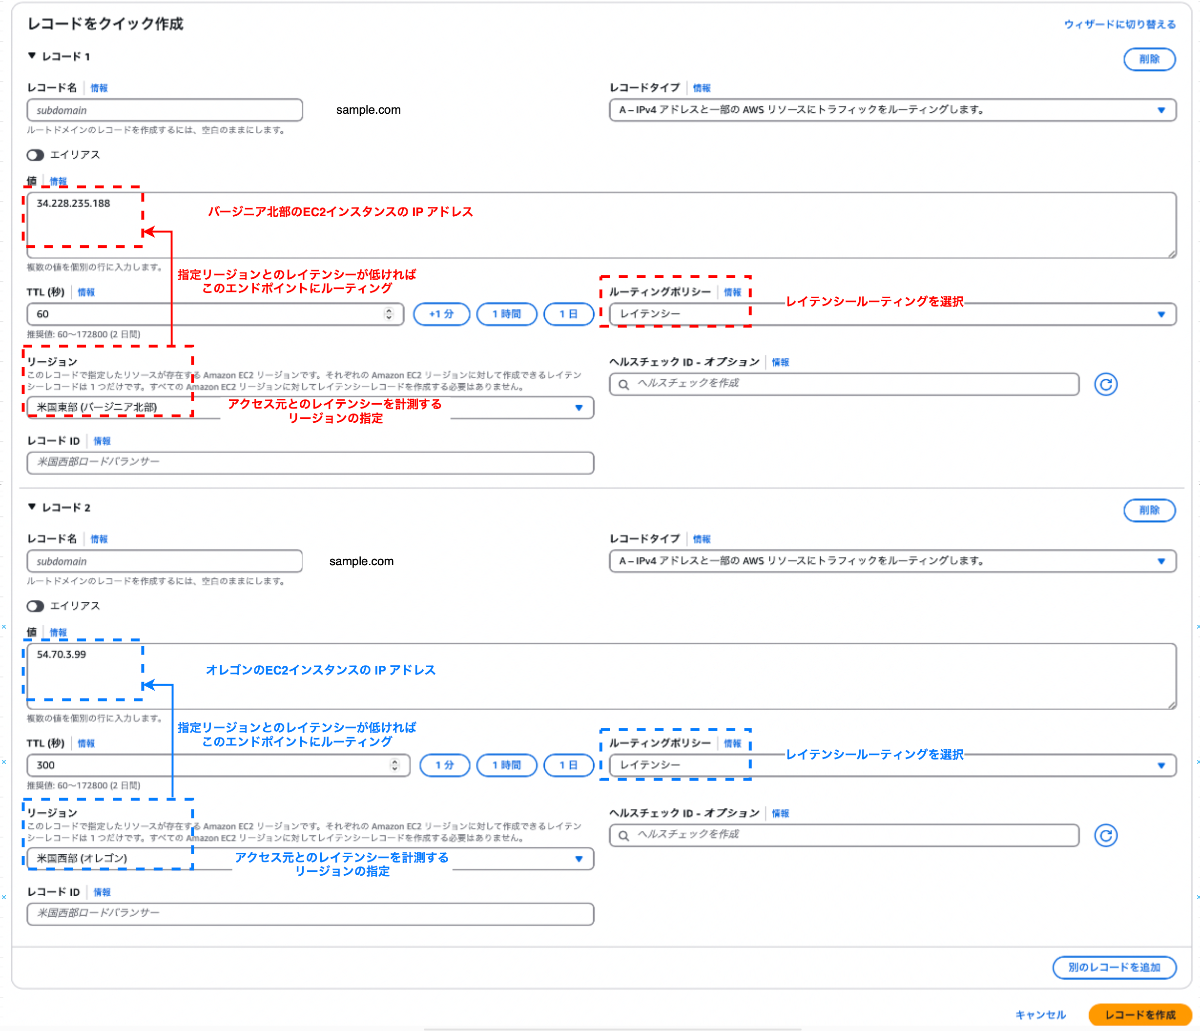 レコードをクイック作成
ウィザードに切り替える
▼ レコード 1
削除
レコード名 情報
レコードタイプ 情報
subdomain
sample.com
A – IPv4 アドレスと一部の AWS リソースにトラフィックをルーティングします。
ルートドメインのレコードを作成するには、空白のままにします。
エイリアス
値 情報
34.228.235.188
バージニア北部のEC2インスタンスの IP アドレス
複数の値を個別の行に入力します。
指定リージョンとのレイテンシーが低ければ
このエンドポイントにルーティング
TTL (秒) 情報
ルーティングポリシー 情報
レイテンシールーティングを選択
60
+1 分
1 時間
1 日
レイテンシー
推奨値: 60～172800 (2 日間)
リージョン
ヘルスチェック ID - オプション 情報
このレコードで指定したリソースが存在する Amazon EC2 リージョンです。それぞれの Amazon EC2 リージョンに対して作成できるレイテン
シーレコードは 1 つだけです。すべての Amazon EC2 リージョンに対してレイテンシーレコードを作成する必要はありません。
ヘルスチェックを作成
米国東部 (バージニア北部)
アクセス元とのレイテンシーを計測する
リージョンの指定
レコード ID 情報
米国西部ロードバランサー
▼ レコード 2
削除
レコード名 情報
レコードタイプ 情報
subdomain
sample.com
A – IPv4 アドレスと一部の AWS リソースにトラフィックをルーティングします。
ルートドメインのレコードを作成するには、空白のままにします。
エイリアス
値 情報
54.70.3.99
オレゴンのEC2インスタンスの IP アドレス
複数の値を個別の行に入力します。
指定リージョンとのレイテンシーが低ければ
このエンドポイントにルーティング
TTL (秒) 情報
ルーティングポリシー 情報
レイテンシールーティングを選択
300
1 分
1 時間
1 日
レイテンシー
推奨値: 60～172800 (2 日間)
リージョン
ヘルスチェック ID - オプション 情報
このレコードで指定したリソースが存在する Amazon EC2 リージョンです。それぞれの Amazon EC2 リージョンに対して作成できるレイテン
シーレコードは 1 つだけです。すべての Amazon EC2 リージョンに対してレイテンシーレコードを作成する必要はありません。
ヘルスチェックを作成
米国西部 (オレゴン)
アクセス元とのレイテンシーを計測する
リージョンの指定
レコード ID 情報
米国西部ロードバランサー
別のレコードを追加
キャンセル
レコードを作成